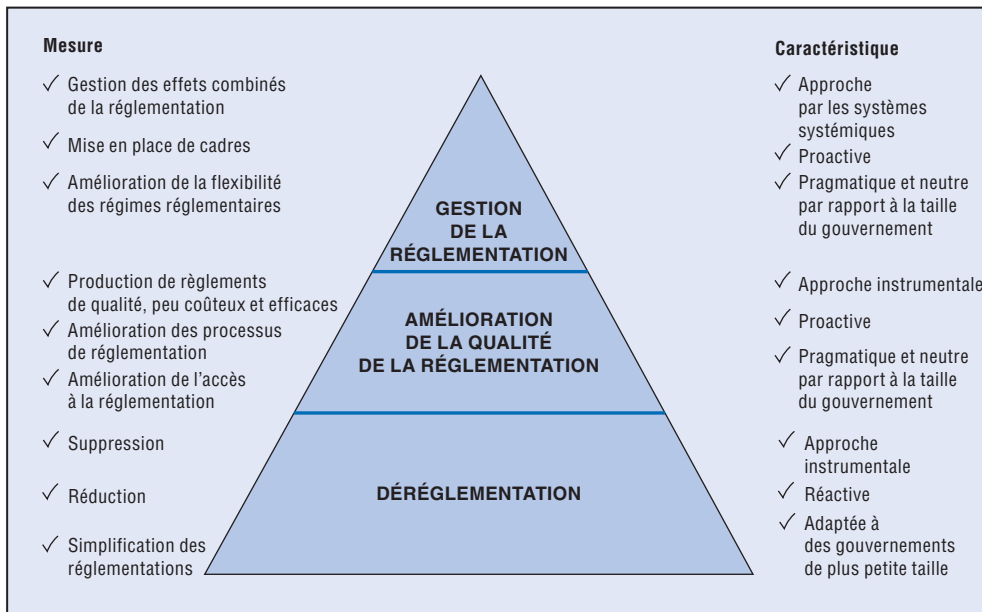 Mesure
✓ Gestion des effets combinés
de la réglementation
✓ Mise en place de cadres
✓ Amélioration de la flexibilité
des régimes réglementaires
✓ Production de règlements
de qualité, peu coûteux et efficaces
✓ Amélioration des processus
de réglementation
✓ Amélioration de l'accès
à la réglementation
✓ Suppression
✓ Réduction
✓ Simplification des
réglementations
GESTION
DE LA
RÉGLEMENTATION
AMÉLIORATION
DE LA QUALITÉ
DE LA RÉGLEMENTATION
DÉRÉGLEMENTATION
Caractéristique
✓ Approche
par les systèmes
systémiques
✓ Proactive
✓ Pragmatique et neutre
par rapport à la taille
du gouvernement
✓ Approche instrumentale
✓ Proactive
✓ Pragmatique et neutre
par rapport à la taille
du gouvernement
✓ Approche
instrumentale
✓ Réactive
✓ Adaptée à
des gouvernements
de plus petite taille